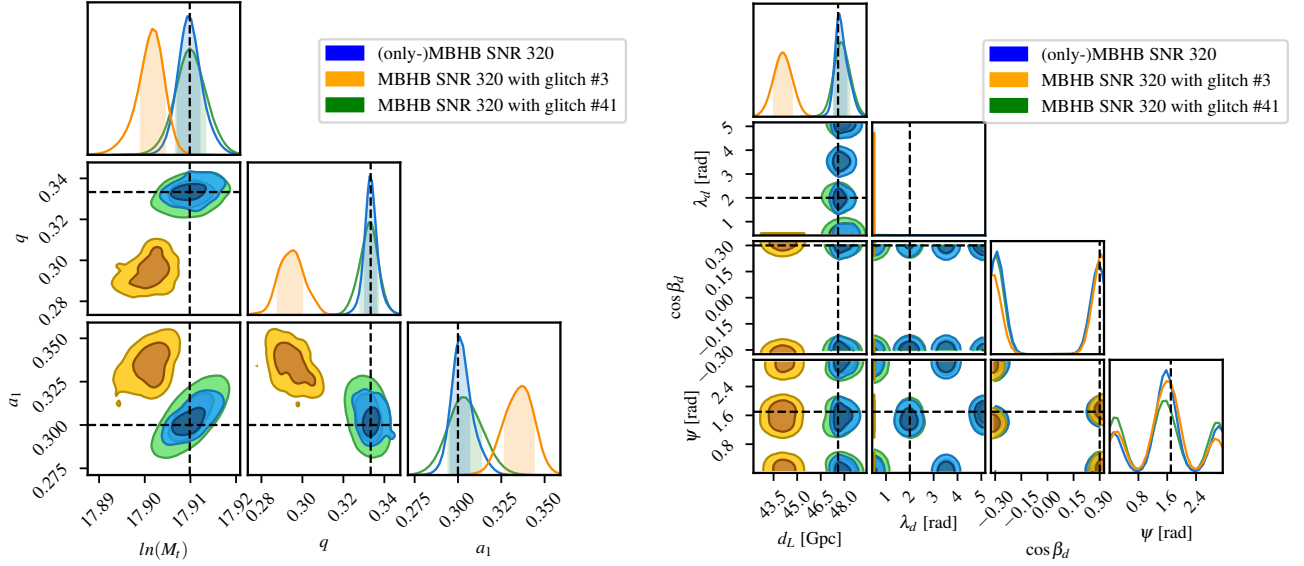 (only-)MBHB SNR 320
MBHB SNR 320 with glitch #3
MBHB SNR 320 with glitch #41
q
0.34
0.32
0.30
0.28
a₁
0.350
0.325
0.300
0.275
17.89
17.90
17.91
17.92
ln(Mₜ)
0.28
0.30
0.32
0.34
q
0.275
0.300
0.325
0.350
a₁
(only-)MBHB SNR 320
MBHB SNR 320 with glitch #3
MBHB SNR 320 with glitch #41
λ_d [rad]
5
4
3
2
1
cos β_d
0.30
0.15
0.00
−0.15
−0.30
ψ [rad]
2.4
1.6
0.8
43.5
45.0
46.5
48.0
d_L [Gpc]
1
2
3
4
5
λ_d [rad]
−0.30
−0.15
0.00
0.15
0.30
cos β_d
0.8
1.6
2.4
ψ [rad]